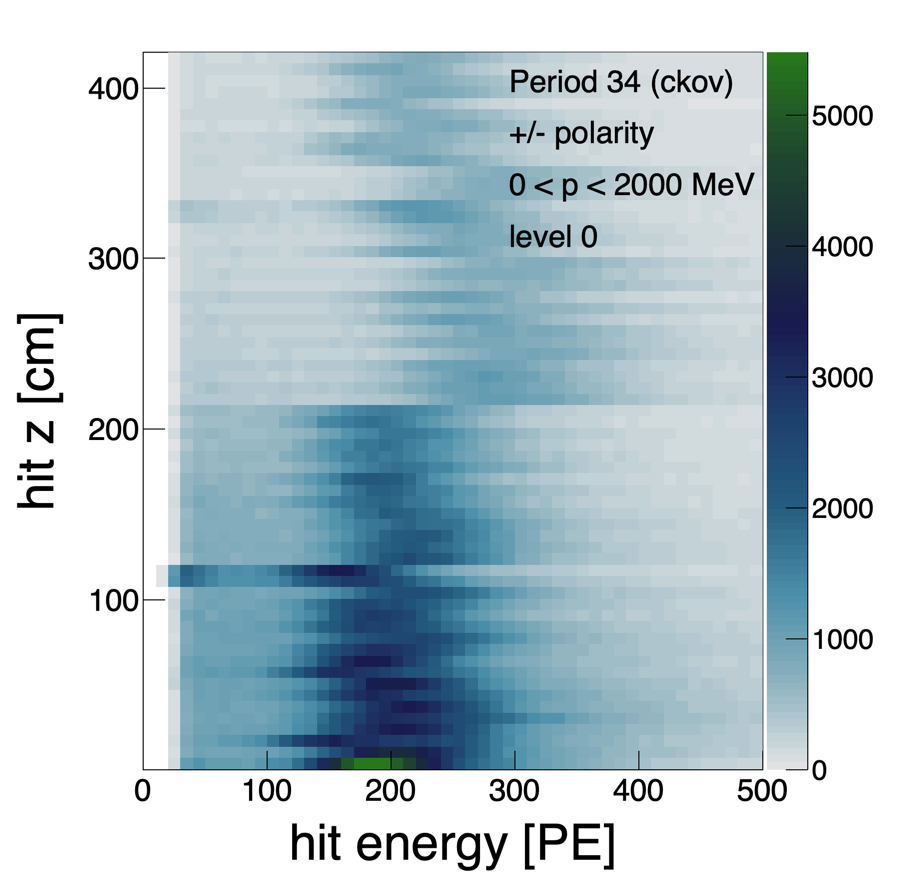 Period 34 (ckov)
+/- polarity
0 < p < 2000 MeV
level 0
400
300
200
100
hit z [cm]
0 100 200 300 400 500
hit energy [PE]
5000
4000
3000
2000
1000
0